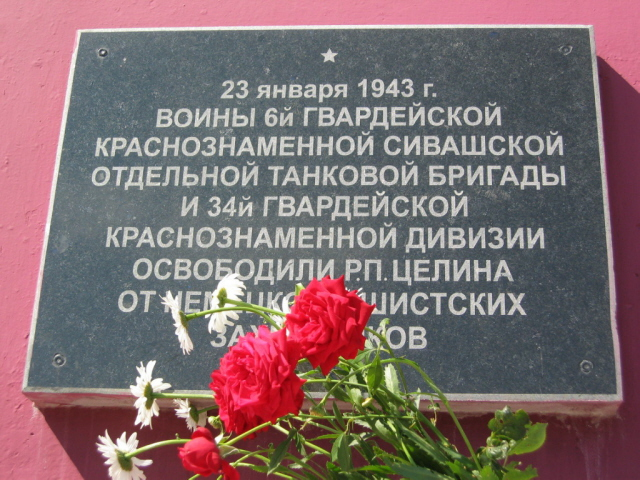 23 января 1943 г.
ВОИНЫ 6й ГВАРДЕЙСКОЙ
КРАСНОЗНАМЕННОЙ СИВАШСКОЙ
ОТДЕЛЬНОЙ ТАНКОВОЙ БРИГАДЫ
И 34й ГВАРДЕЙСКОЙ
КРАСНОЗНАМЕННОЙ ДИВИЗИИ
ОСВОБОДИЛИ Р.П. ЦЕЛИНА
ОТ